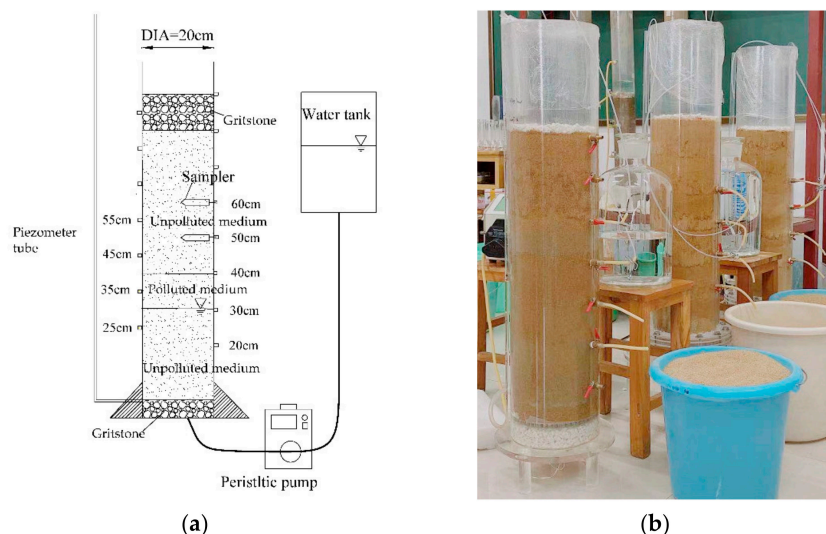 DIA=20cm
Gritstone
Water tank
Sampler
60cm
Unpolluted medium
55cm
50cm
Piezometer
tube
45cm
40cm
Polluted medium
35cm
30cm
25cm
20cm
Unpolluted medium
Gritstone
Peristltic pump
(a)
(b)